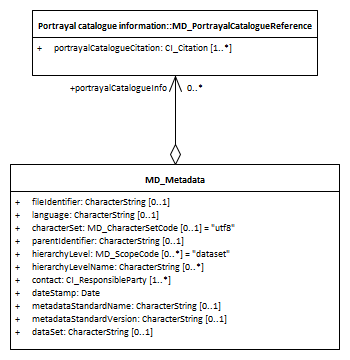 Portrayal catalogue information::MD_PortrayalCatalogueReference
+ portrayalCatalogueCitation: CI_Citation [1..*]
+portrayalCatalogueInfo 0..*
MD_Metadata
+ fileIdentifier: CharacterString [0..1]
+ language: CharacterString [0..1]
+ characterSet: MD_CharacterSetCode [0..1] = "utf8"
+ parentIdentifier: CharacterString [0..1]
+ hierarchyLevel: MD_ScopeCode [0..*] = "dataset"
+ hierarchyLevelName: CharacterString [0..*]
+ contact: CI_ResponsibleParty [1..*]
+ dateStamp: Date
+ metadataStandardName: CharacterString [0..1]
+ metadataStandardVersion: CharacterString [0..1]
+ dataSet: CharacterString [0..1]